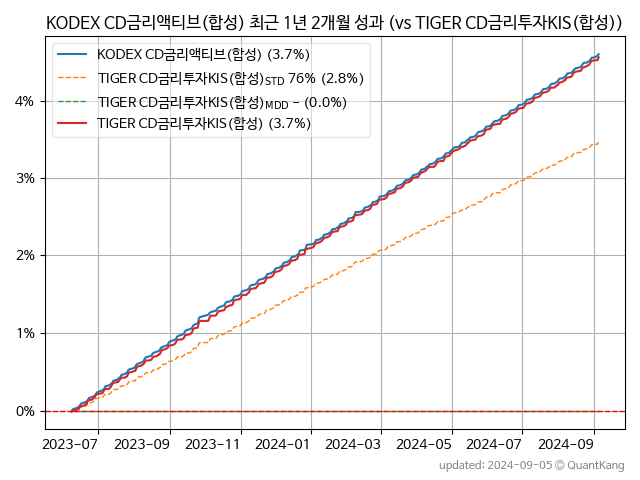 KODEX CD금리액티브(합성) 최근 1년 2개월 성과 (vs TIGER CD금리투자KIS(합성))
KODEX CD금리액티브(합성) (3.7%)
TIGER CD금리투자KIS(합성)STD 76% (2.8%)
TIGER CD금리투자KIS(합성)MDD − (0.0%)
TIGER CD금리투자KIS(합성) (3.7%)
4%
3%
2%
1%
0%
2023-07 2023-09 2023-11 2024-01 2024-03 2024-05 2024-07 2024-09
updated: 2024-09-05 © QuantKang